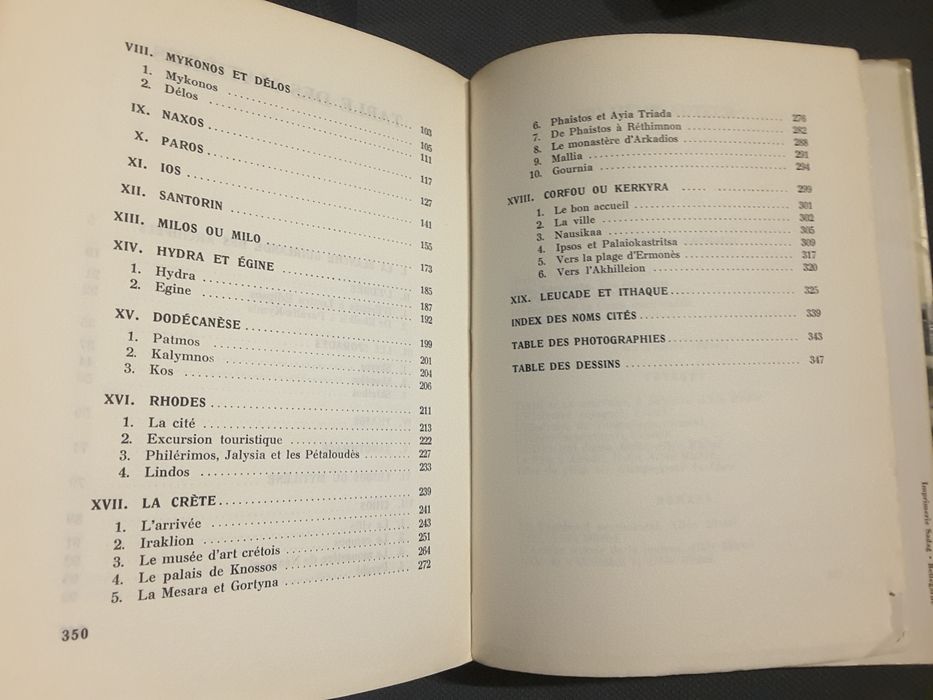 VIII. MYKONOS ET DÉLOS ........ 103
1. Mykonos ........ 105
2. Délos ........ 111
IX. NAXOS ........ 117
X. PAROS ........ 127
XI. IOS ........ 141
XII. SANTORIN ........ 155
XIII. MILOS OU MILO ........ 173
XIV. HYDRA ET ÉGINE ........ 185
1. Hydra ........ 187
2. Egine ........ 192
XV. DODÉCANÈSE ........ 199
1. Patmos ........ 201
2. Kalymnos ........ 204
3. Kos ........ 206
XVI. RHODES ........ 211
1. La cité ........ 213
2. Excursion touristique ........ 222
3. Philérimos, Jalysia et les Pétaloudès ........ 227
4. Lindos ........ 233
XVII. LA CRÈTE ........ 239
1. L'arrivée ........ 241
2. Iraklion ........ 243
3. Le musée d'art crétois ........ 251
4. Le palais de Knossos ........ 264
5. La Mesara et Gortyna ........ 272
350
6. Phaistos et Ayia Triada ........ 276
7. De Phaistos à Réthimnon ........ 282
8. Le monastère d'Arkadios ........ 288
9. Mallia ........ 291
10. Gournia ........ 294
XVIII. CORFOU OU KERKYRA ........ 299
1. Le bon accueil ........ 301
2. La ville ........ 302
3. Nausikaa ........ 305
4. Ipsos et Palaiokastritsa ........ 309
5. Vers la plage d'Ermonès ........ 317
6. Vers l'Akhilleion ........ 320
XIX. LEUCADE ET ITHAQUE ........ 325
INDEX DES NOMS CITÉS ........ 339
TABLE DES PHOTOGRAPHIES ........ 343
TABLE DES DESSINS ........ 347
Imprimerie Sadag •